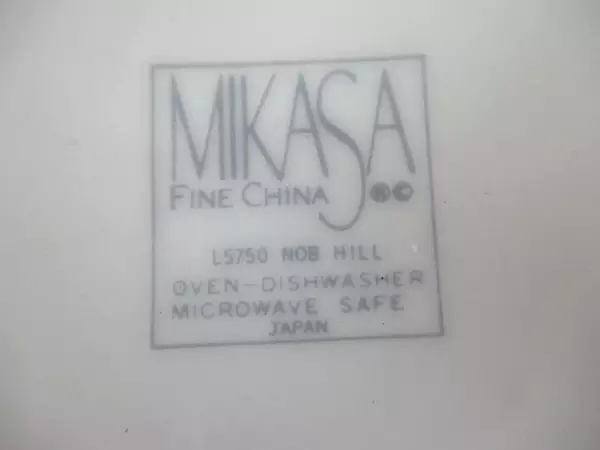 MIKASA
FINE CHINA ®©
L5750 NOB HILL
OVEN-DISHWASHER
MICROWAVE SAFE
JAPAN